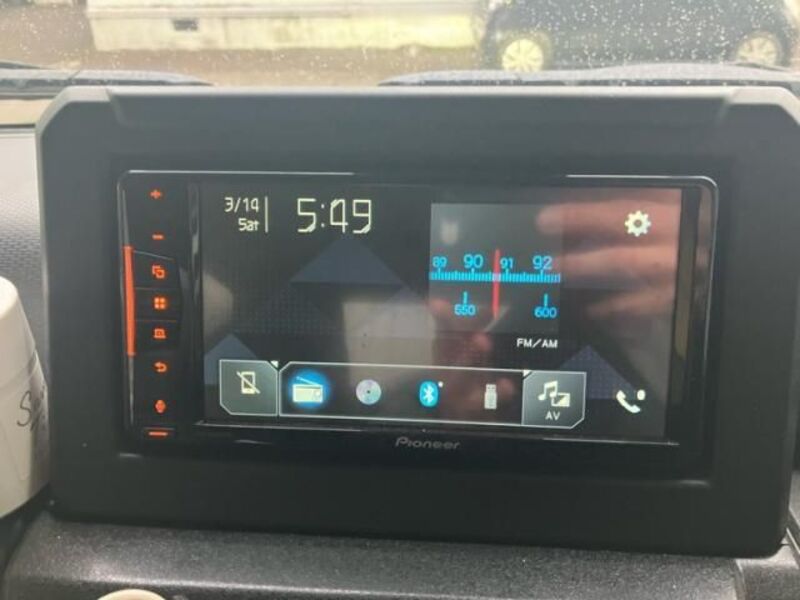 3/14
Sat
5:49
89 90 91 92
550 600
FM/AM
AV
Pioneer